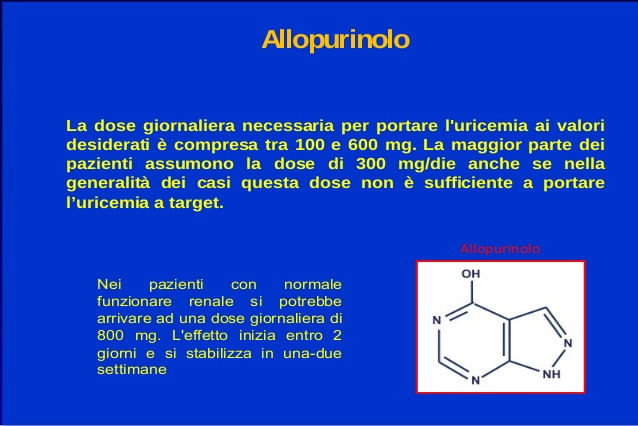 Allopurinolo
La dose giornaliera necessaria per portare l'uricemia ai valori
desiderati è compresa tra 100 e 600 mg. La maggior parte dei
pazienti assumono la dose di 300 mg/die anche se nella
generalità dei casi questa dose non è sufficiente a portare
l’uricemia a target.
Allopurinolo
Nei pazienti con normale
funzionare renale si potrebbe
arrivare ad una dose giornaliera di
800 mg. L'effetto inizia entro 2
giorni e si stabilizza in una-due
settimane
OH
N
N
N
NH